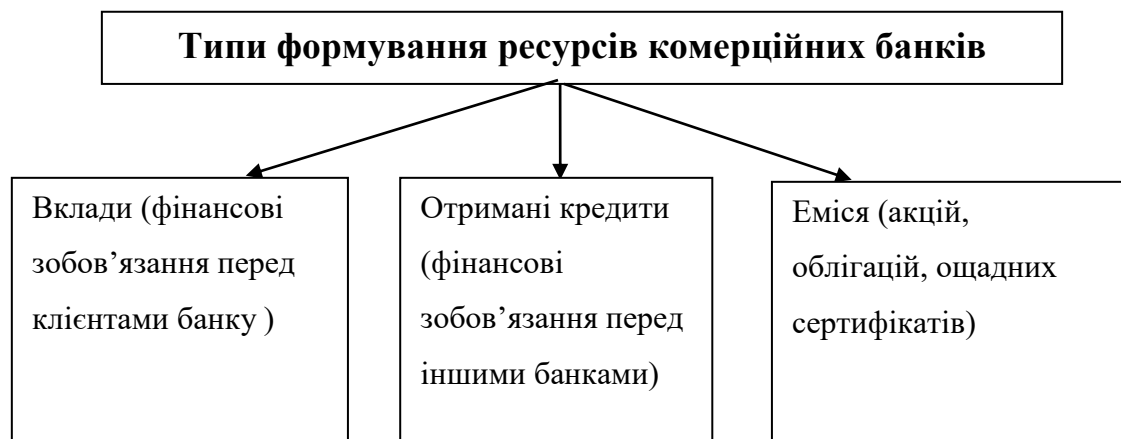 Типи формування ресурсів комерційних банків
Вклади (фінансові
зобов’язання перед
клієнтами банку )
Отримані кредити
(фінансові
зобов’язання перед
іншими банками)
Еміся (акцій,
облігацій, ощадних
сертифікатів)